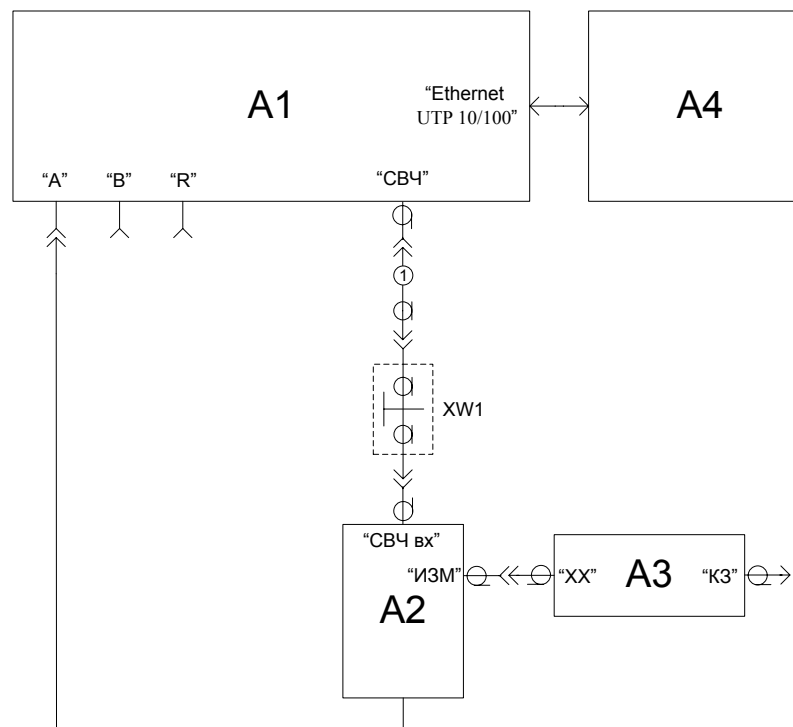 A1
“Ethernet
UTP 10/100”
A4
“A”
“B”
“R”
“СВЧ”
1
XW1
“СВЧ вх”
“ИЗМ”
A2
“ХХ”
A3
“КЗ”